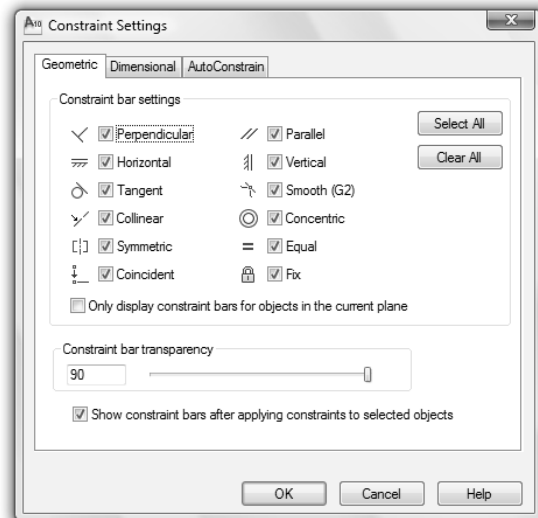 A10 Constraint Settings X
Geometric Dimensional AutoConstrain
Constraint bar settings
Perpendicular Parallel Select All
Horizontal Vertical Clear All
Tangent Smooth (G2)
Collinear Concentric
Symmetric Equal
Coincident Fix
Only display constraint bars for objects in the current plane
Constraint bar transparency
90
Show constraint bars after applying constraints to selected objects
OK Cancel Help